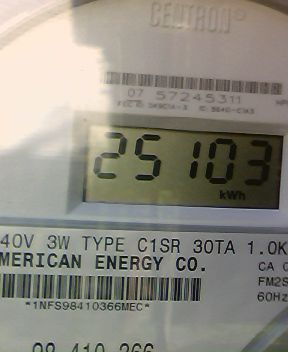 CENTRON
07 57245311
25103
kWh
40V 3W TYPE C1SR 30TA 1.0K
MERICAN ENERGY CO.
CA 0
FM2S
*1NFS98410366MEC*
60Hz
98 410 366